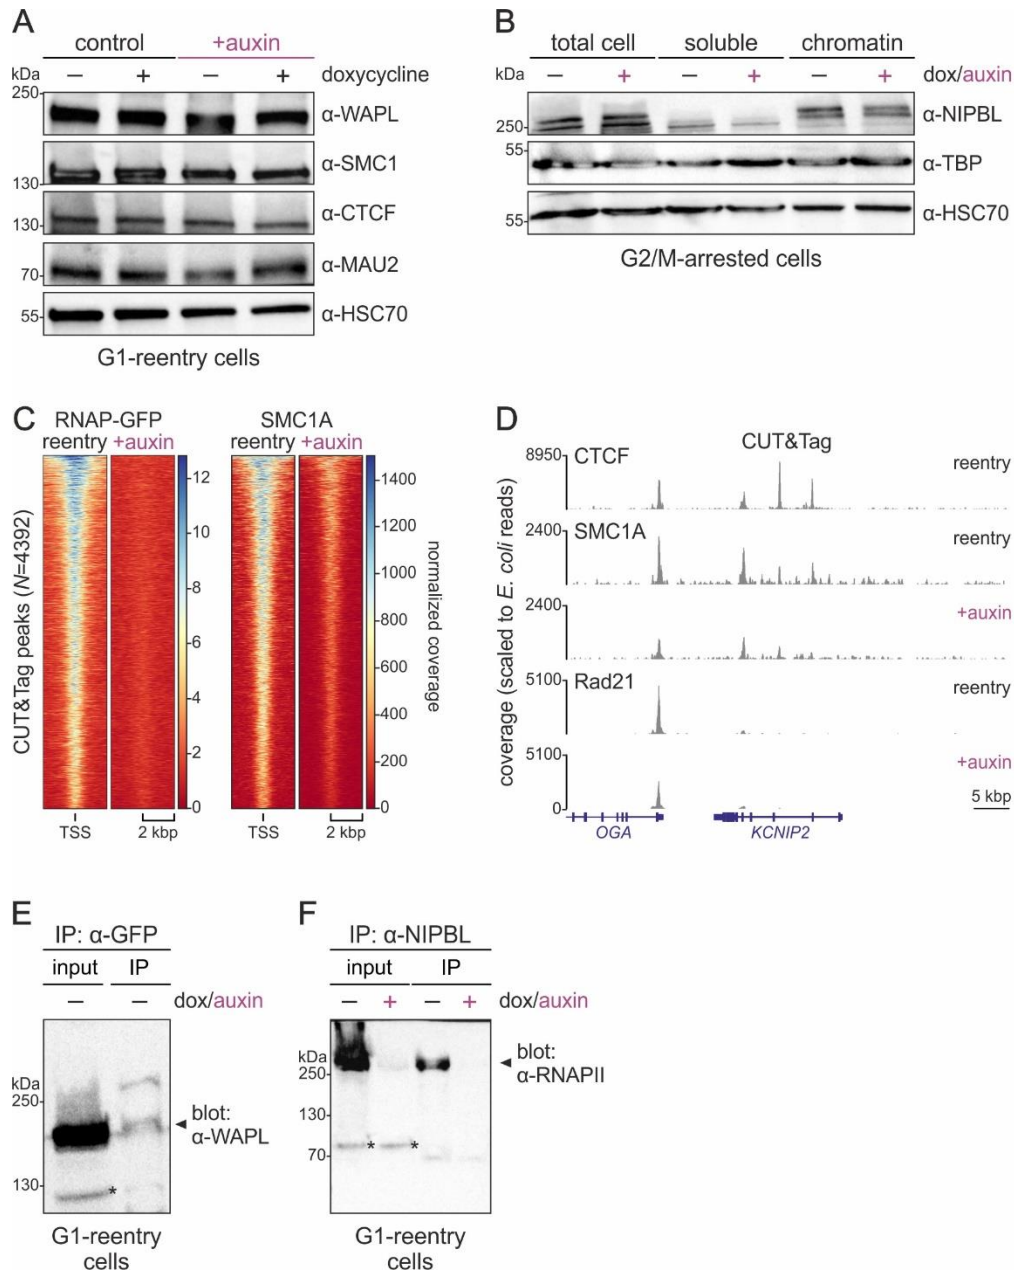 A
control +auxin
kDa − + − + doxycycline
250
α-WAPL
α-SMC1
130
α-CTCF
130
α-MAU2
70
α-HSC70
55
G1-reentry cells
B
total cell soluble chromatin
kDa − + − + − + dox/auxin
α-NIPBL
250
55
α-TBP
α-HSC70
55
G2/M-arrested cells
C
RNAP-GFP SMC1A
reentry +auxin reentry +auxin
CUT&Tag peaks (N=4392)
12
10
8
6
4
2
0
1400
1200
1000
800
600
400
200
0
normalized coverage
TSS 2 kbp TSS 2 kbp
D
CUT&Tag
coverage (scaled to E. coli reads)
8950 CTCF reentry
2400 SMC1A reentry
2400 +auxin
5100 Rad21 reentry
5100 +auxin
0 5 kbp
OGA KCNIP2
E
IP: α-GFP
input IP
− − dox/auxin
kDa
250
blot:
α-WAPL
130
*
G1-reentry
cells
F
IP: α-NIPBL
input IP
− + − + dox/auxin
kDa
250
blot:
α-RNAPII
130
* *
70
G1-reentry
cells